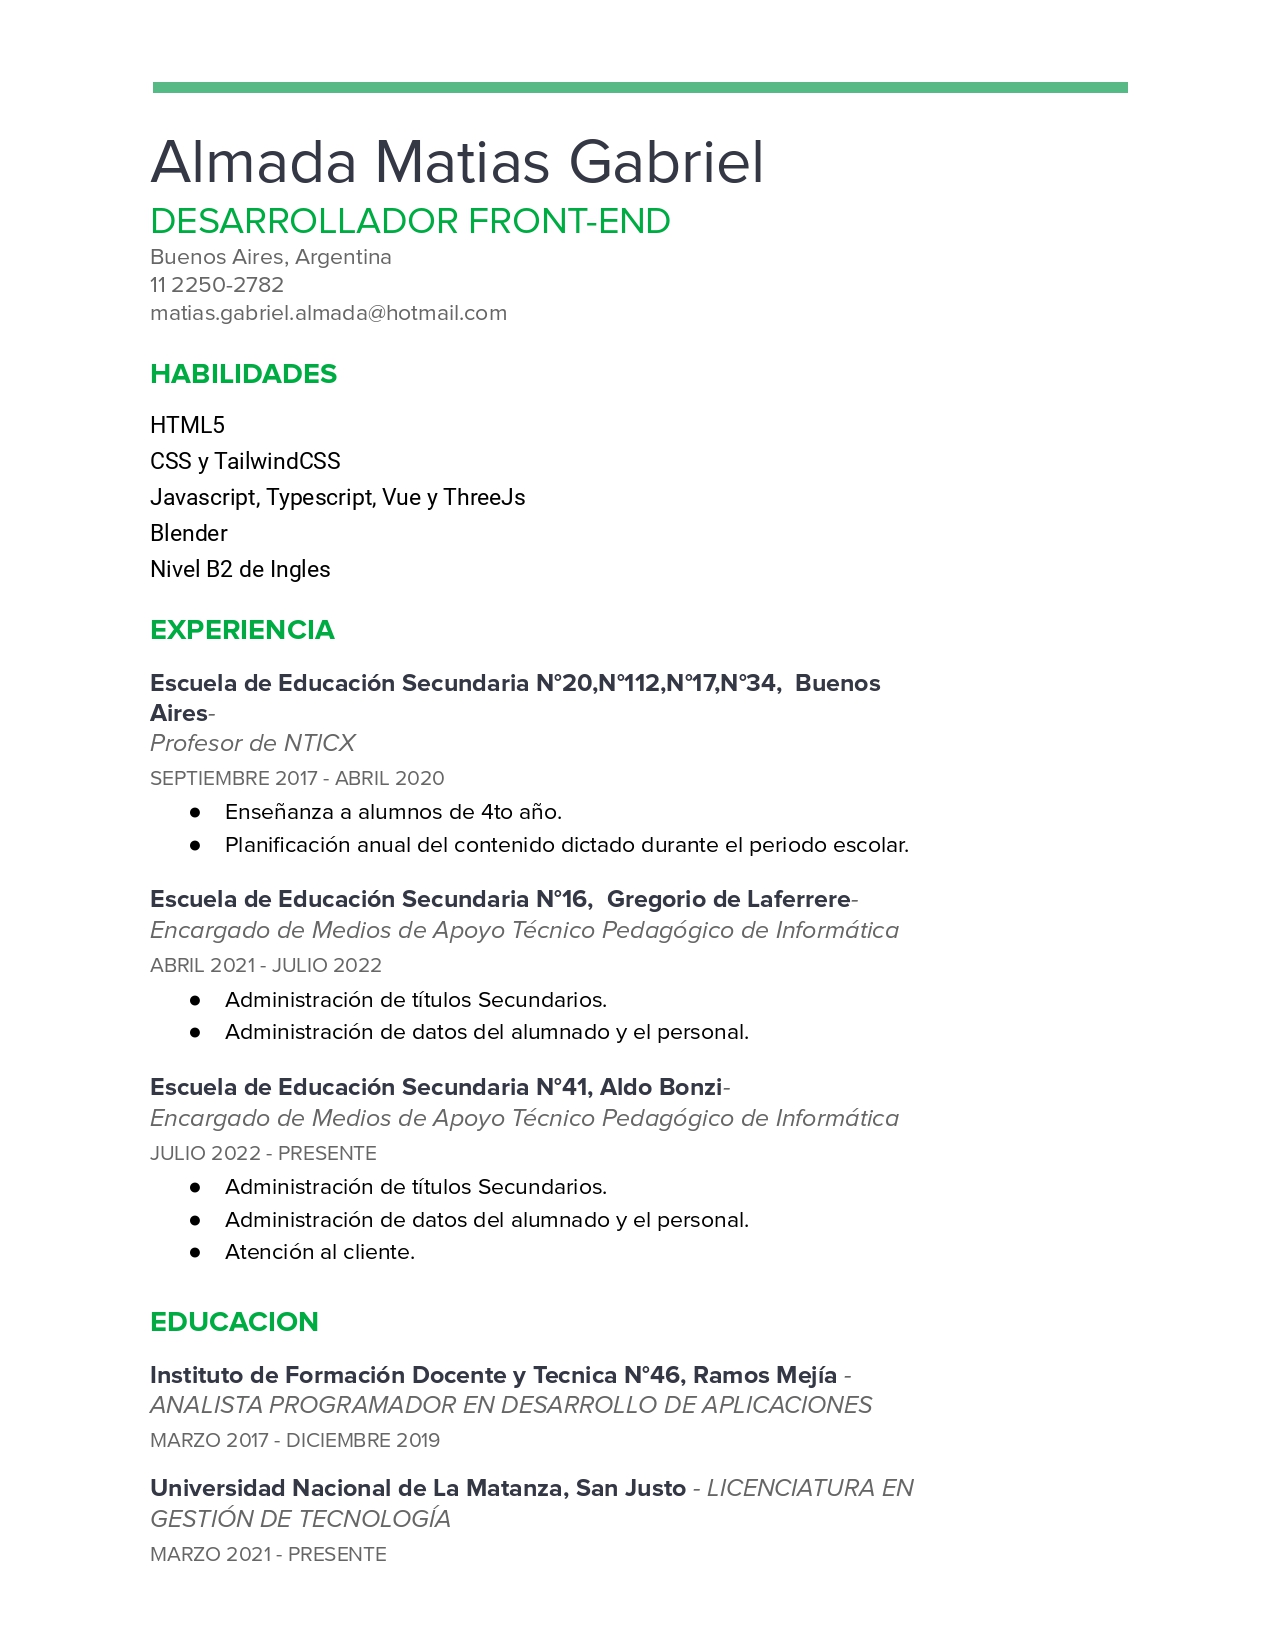 Almada Matias Gabriel
DESARROLLADOR FRONT-END
Buenos Aires, Argentina
11 2250-2782
matias.gabriel.almada@hotmail.com
HABILIDADES
HTML5
CSS y TailwindCSS
Javascript, Typescript, Vue y ThreeJs
Blender
Nivel B2 de Ingles
EXPERIENCIA
Escuela de Educación Secundaria N°20,N°112,N°17,N°34,  Buenos
Aires-
Profesor de NTICX
SEPTIEMBRE 2017 - ABRIL 2020
● Enseñanza a alumnos de 4to año.
● Planificación anual del contenido dictado durante el periodo escolar.
Escuela de Educación Secundaria N°16,  Gregorio de Laferrere-
Encargado de Medios de Apoyo Técnico Pedagógico de Informática
ABRIL 2021 - JULIO 2022
● Administración de títulos Secundarios.
● Administración de datos del alumnado y el personal.
Escuela de Educación Secundaria N°41, Aldo Bonzi-
Encargado de Medios de Apoyo Técnico Pedagógico de Informática
JULIO 2022 - PRESENTE
● Administración de títulos Secundarios.
● Administración de datos del alumnado y el personal.
● Atención al cliente.
EDUCACION
Instituto de Formación Docente y Tecnica N°46, Ramos Mejía -
ANALISTA PROGRAMADOR EN DESARROLLO DE APLICACIONES
MARZO 2017 - DICIEMBRE 2019
Universidad Nacional de La Matanza, San Justo - LICENCIATURA EN
GESTIÓN DE TECNOLOGÍA
MARZO 2021 - PRESENTE